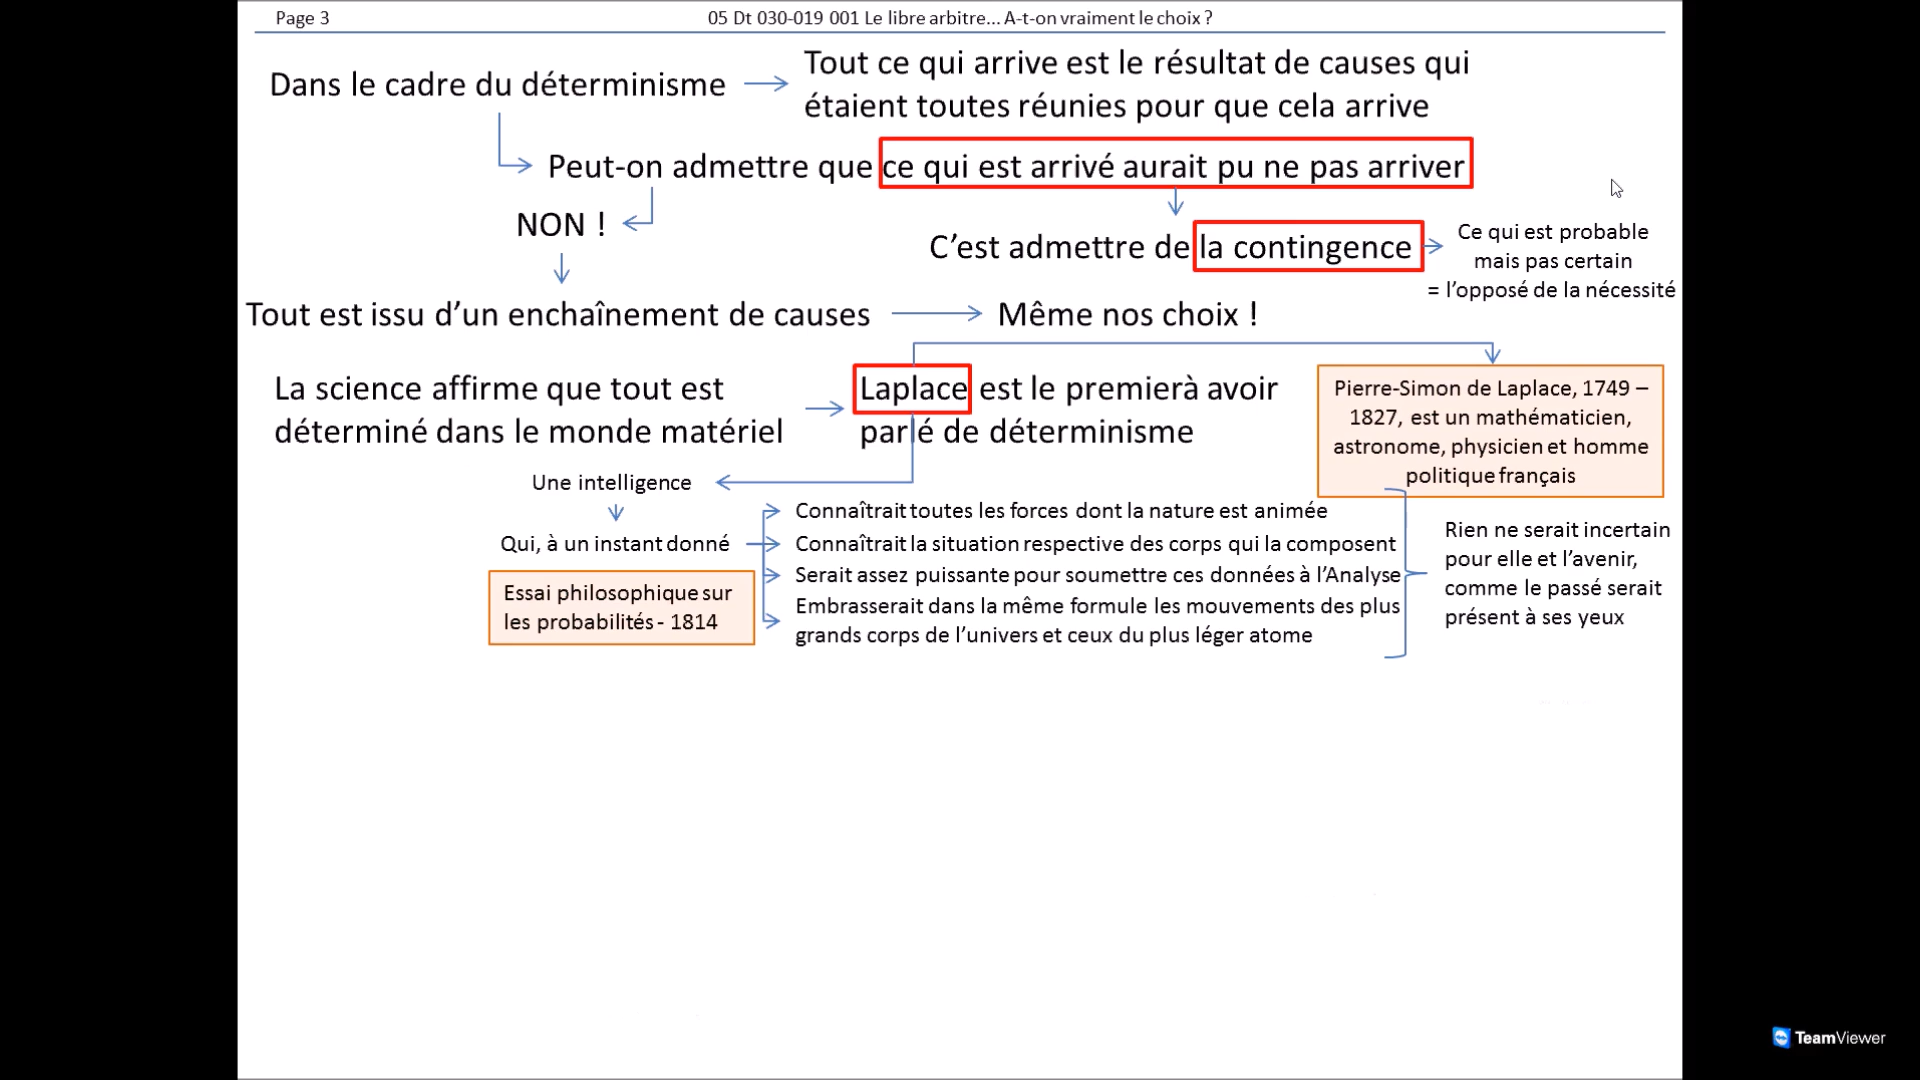 Page 3
05 Dt 030-019 001 Le libre arbitre... A-t-on vraiment le choix ?
Dans le cadre du déterminisme
Tout ce qui arrive est le résultat de causes qui
étaient toutes réunies pour que cela arrive
Peut-on admettre que ce qui est arrivé aurait pu ne pas arriver
NON !
C’est admettre de la contingence
Ce qui est probable
mais pas certain
= l’opposé de la nécessité
Tout est issu d’un enchaînement de causes
Même nos choix !
La science affirme que tout est
déterminé dans le monde matériel
Laplace est le premierà avoir
parlé de déterminisme
Pierre-Simon de Laplace, 1749 –
1827, est un mathématicien,
astronome, physicien et homme
politique français
Une intelligence
Qui, à un instant donné
Essai philosophique sur
les probabilités - 1814
Connaîtrait toutes les forces dont la nature est animée
Connaîtrait la situation respective des corps qui la composent
Serait assez puissante pour soumettre ces données à l’Analyse
Embrasserait dans la même formule les mouvements des plus
grands corps de l’univers et ceux du plus léger atome
Rien ne serait incertain
pour elle et l’avenir,
comme le passé serait
présent à ses yeux
TeamViewer